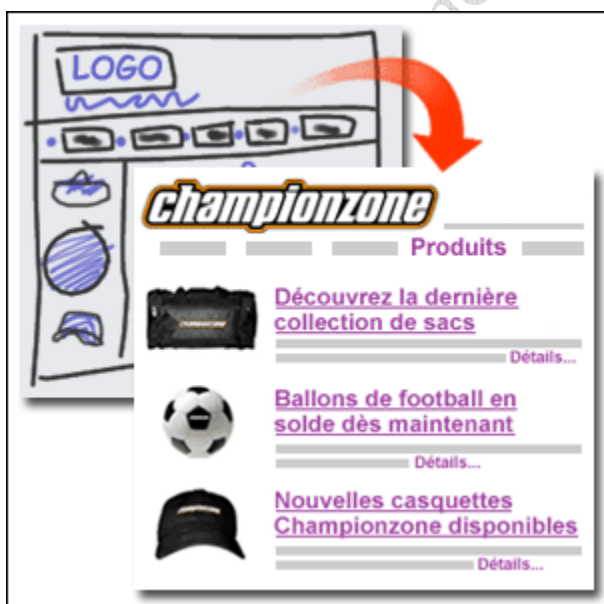 LOGO
championzone
Produits
Découvrez la dernière
collection de sacs
Détails...
Ballons de football en
solde dès maintenant
Détails...
Nouvelles casquettes
Championzone disponibles
Détails...